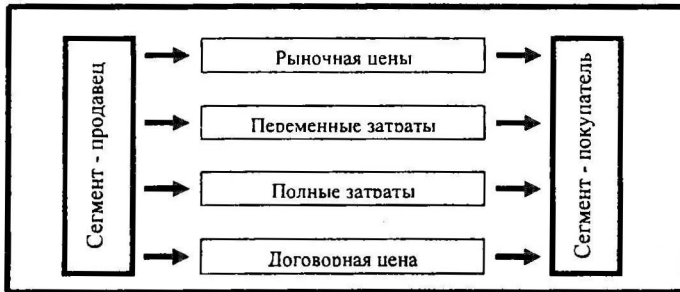 Сегмент - продавец
Рыночная цены
Переменные затраты
Полные затраты
Договорная цена
Сегмент - покупатель